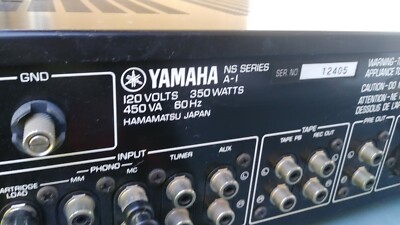 GND
YAMAHA NS SERIES A-1
120 VOLTS 350 WATTS
450 VA 60 Hz
HAMAMATSU JAPAN
SER. NO. 12405
WARNING-T
APPLIANCE T
CAUTION-DO
ATTENTION-NE
DESSOUS DE
INPUT
PHONO
MM MC
TUNER
AUX
TAPE
TAPE PB REC OUT
PRE OUT
CARTRIDGE
LOAD
L
R
L
R